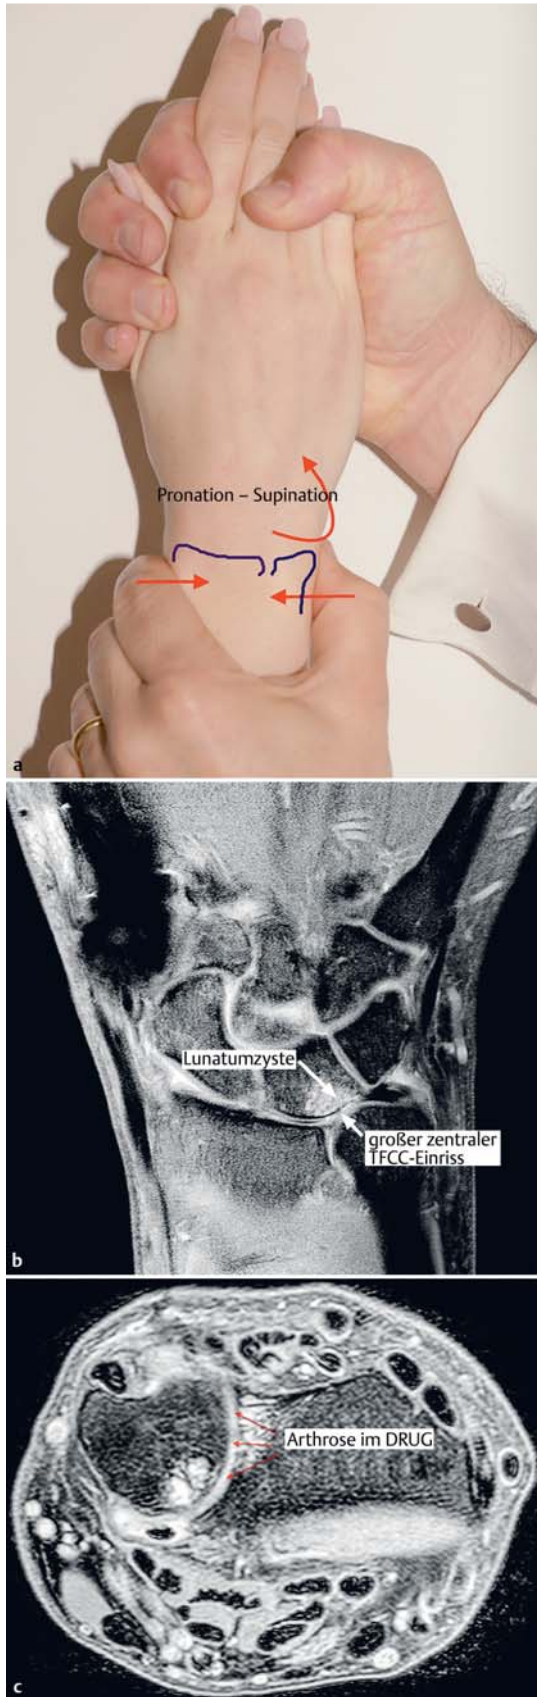 Pronation – Supination
a
Lunatumzyste
großer zentraler
TFCC-Einriss
b
Arthrose im DRUG
c